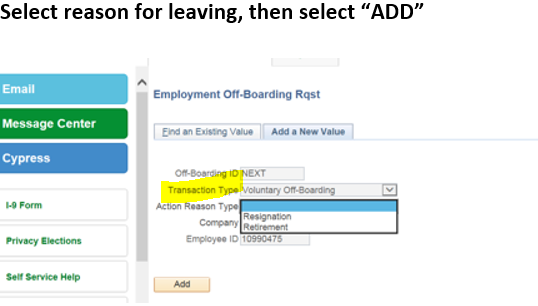 Select reason for leaving, then select “ADD”
Email
Message Center
Cypress
I-9 Form
Privacy Elections
Self Service Help
Employment Off-Boarding Rqst
Find an Existing Value
Add a New Value
Off-Boarding ID NEXT
Transaction Type Voluntary Off-Boarding
Action Reason Type
Resignation
Company
Retirement
Employee ID 10990475
Add